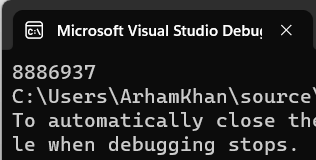 Microsoft Visual Studio Debug
8886937
C:\Users\ArhamKhan\source\
To automatically close the
le when debugging stops.